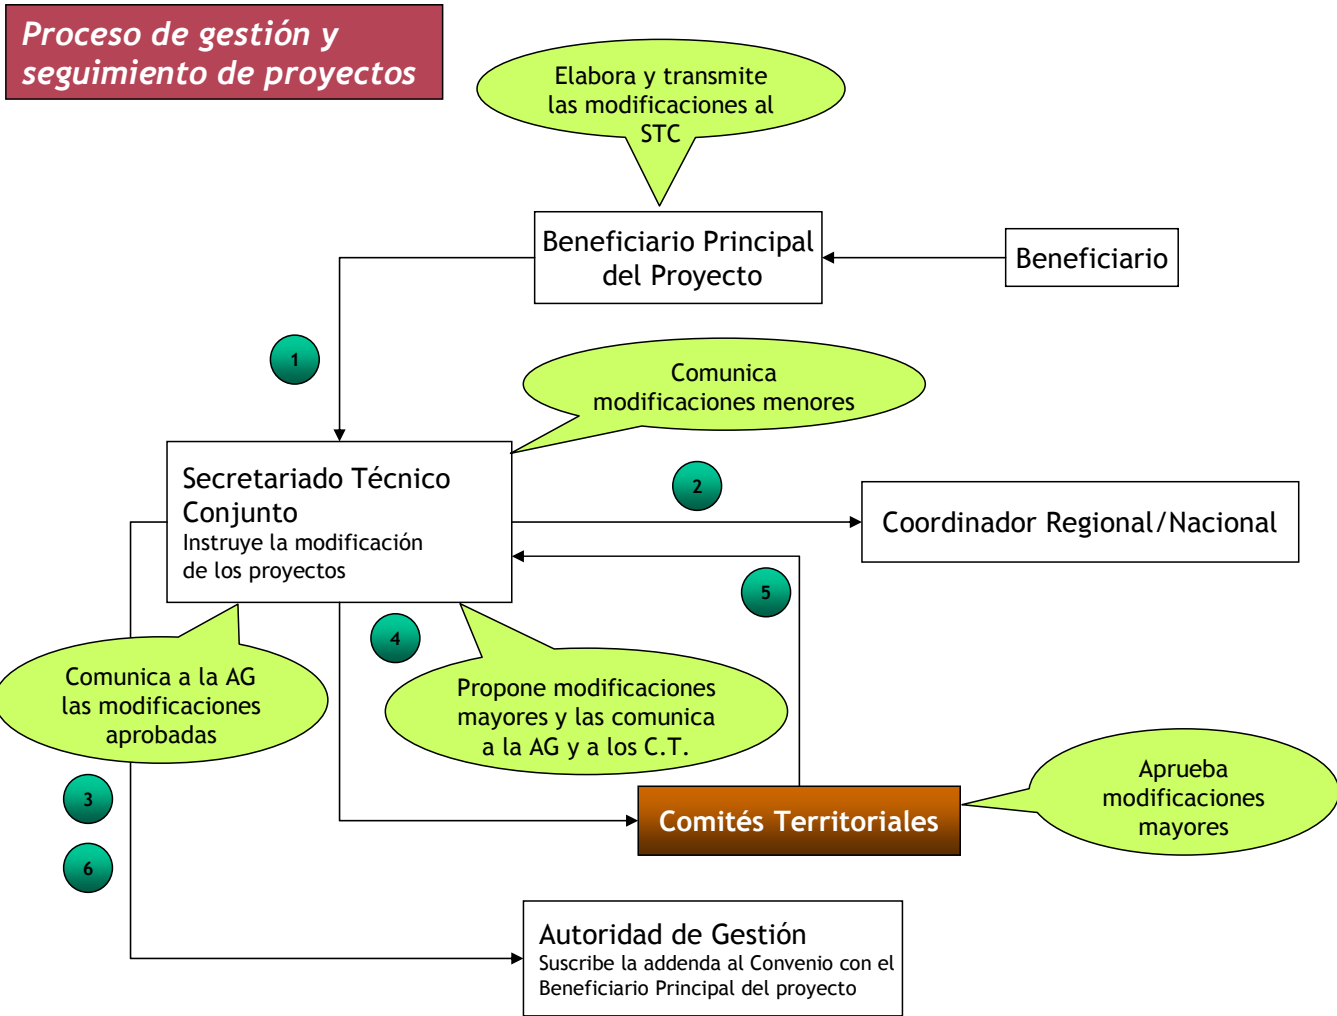 Proceso de gestión y
seguimiento de proyectos
Elabora y transmite
las modificaciones al
STC
Beneficiario Principal
del Proyecto
Beneficiario
1
Comunica
modificaciones menores
Secretariado Técnico
Conjunto
Instruye la modificación
de los proyectos
2
Coordinador Regional/Nacional
5
4
Comunica a la AG
las modificaciones
aprobadas
Propone modificaciones
mayores y las comunica
a la AG y a los C.T.
3
6
Comités Territoriales
Aprueba
modificaciones
mayores
Autoridad de Gestión
Suscribe la addenda al Convenio con el
Beneficiario Principal del proyecto